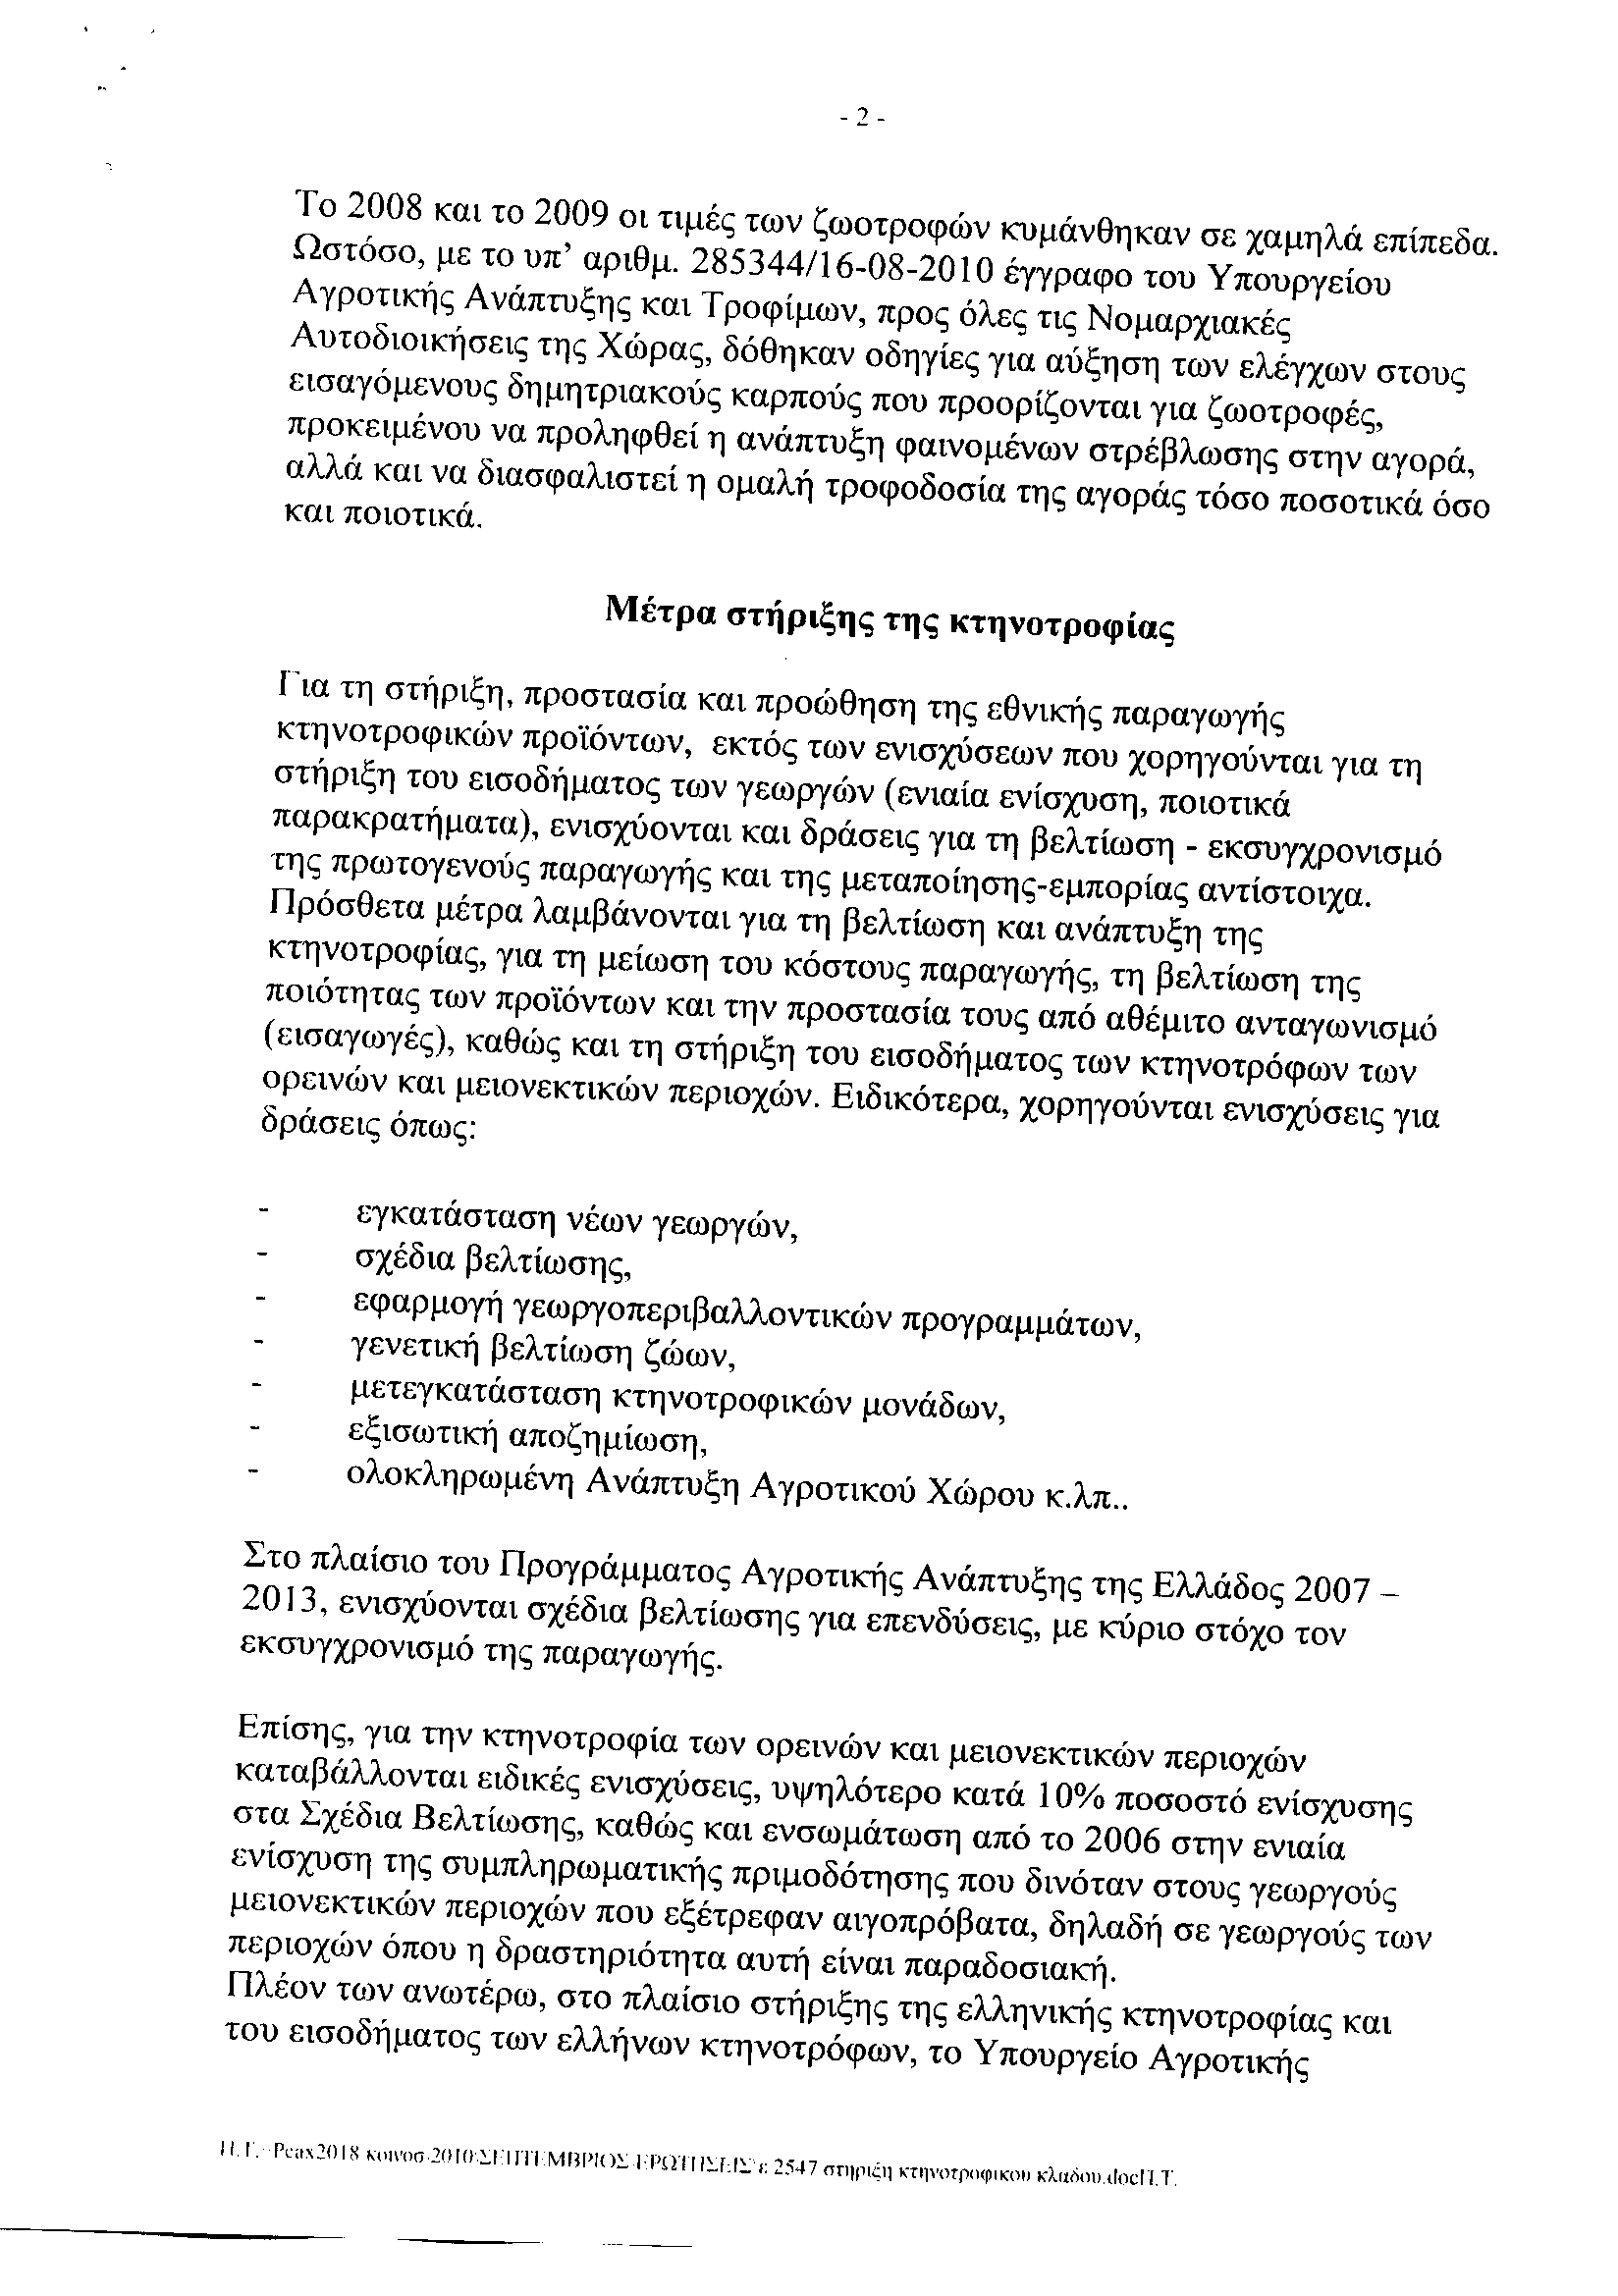 - 2 -
Το 2008 και το 2009 οι τιμές των ζωοτροφών κυμάνθηκαν σε χαμηλά επίπεδα.
Ωστόσο, με το υπ’ αριθμ. 285344/16-08-2010 έγγραφο του Υπουργείου
Αγροτικής Ανάπτυξης και Τροφίμων, προς όλες τις Νομαρχιακές
Αυτοδιοικήσεις της Χώρας, δόθηκαν οδηγίες για αύξηση των ελέγχων στους
εισαγόμενους δημητριακούς καρπούς που προορίζονται για ζωοτροφές,
προκειμένου να προληφθεί η ανάπτυξη φαινομένων στρέβλωσης στην αγορά,
αλλά και να διασφαλιστεί η ομαλή τροφοδοσία της αγοράς τόσο ποσοτικά όσο
και ποιοτικά.
Μέτρα στήριξης της κτηνοτροφίας
Για τη στήριξη, προστασία και προώθηση της εθνικής παραγωγής
κτηνοτροφικών προϊόντων, εκτός των ενισχύσεων που χορηγούνται για τη
στήριξη του εισοδήματος των γεωργών (ενιαία ενίσχυση, ποιοτικά
παρακρατήματα), ενισχύονται και δράσεις για τη βελτίωση - εκσυγχρονισμό
της πρωτογενούς παραγωγής και της μεταποίησης-εμπορίας αντίστοιχα.
Πρόσθετα μέτρα λαμβάνονται για τη βελτίωση και ανάπτυξη της
κτηνοτροφίας, για τη μείωση του κόστους παραγωγής, τη βελτίωση της
ποιότητας των προϊόντων και την προστασία τους από αθέμιτο ανταγωνισμό
(εισαγωγές), καθώς και τη στήριξη του εισοδήματος των κτηνοτρόφων των
ορεινών και μειονεκτικών περιοχών. Ειδικότερα, χορηγούνται ενισχύσεις για
δράσεις όπως:
- εγκατάσταση νέων γεωργών,
- σχέδια βελτίωσης,
- εφαρμογή γεωργοπεριβαλλοντικών προγραμμάτων,
- γενετική βελτίωση ζώων,
- μετεγκατάσταση κτηνοτροφικών μονάδων,
- εξισωτική αποζημίωση,
- ολοκληρωμένη Ανάπτυξη Αγροτικού Χώρου κ.λπ..
Στο πλαίσιο του Προγράμματος Αγροτικής Ανάπτυξης της Ελλάδος 2007 –
2013, ενισχύονται σχέδια βελτίωσης για επενδύσεις, με κύριο στόχο τον
εκσυγχρονισμό της παραγωγής.
Επίσης, για την κτηνοτροφία των ορεινών και μειονεκτικών περιοχών
καταβάλλονται ειδικές ενισχύσεις, υψηλότερο κατά 10% ποσοστό ενίσχυσης
στα Σχέδια Βελτίωσης, καθώς και ενσωμάτωση από το 2006 στην ενιαία
ενίσχυση της συμπληρωματικής πριμοδότησης που δινόταν στους γεωργούς
μειονεκτικών περιοχών που εξέτρεφαν αιγοπρόβατα, δηλαδή σε γεωργούς των
περιοχών όπου η δραστηριότητα αυτή είναι παραδοσιακή.
Πλέον των ανωτέρω, στο πλαίσιο στήριξης της ελληνικής κτηνοτροφίας και
του εισοδήματος των ελλήνων κτηνοτρόφων, το Υπουργείο Αγροτικής
2547 στηριξη κτηνοτροφικου κλαδου.docΠ.Τ.